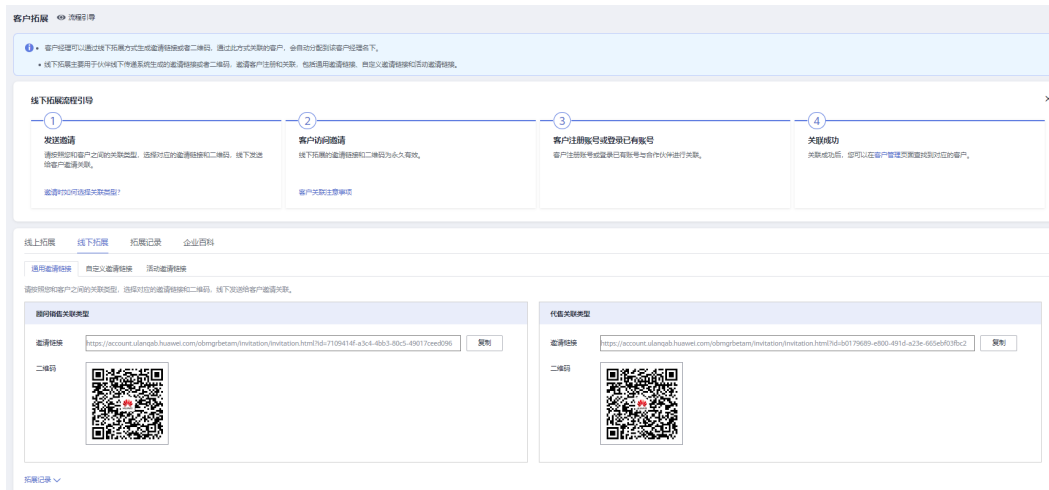 客户拓展 流程引导
• 客户经理可以通过线下拓展方式生成邀请链接或者二维码，通过此方式关联的客户，会自动分配到该客户经理名下。
• 线下拓展主要用于伙伴线下传递系统生成的邀请链接或者二维码，邀请客户注册和关联，包括通用邀请链接、自定义邀请链接和活动邀请链接。
线下拓展流程引导
1
发送邀请
请按照您和客户之间的关联类型，选择对应的邀请链接和二维码，线下发送
给客户邀请关联。
邀请时如何选择关联类型？
2
客户访问邀请
线下拓展的邀请链接和二维码为永久有效。
客户关联注意事项
3
客户注册账号或登录已有账号
客户注册账号或登录已有账号与合作伙伴进行关联。
4
关联成功
关联成功后，您可以在客户管理页面查找到对应的客户。
线上拓展 线下拓展 拓展记录 企业百科
通用邀请链接 自定义邀请链接 活动邀请链接
请按照您和客户之间的关联类型，选择对应的邀请链接和二维码，线下发送给客户邀请关联。
顾问销售关联类型
邀请链接 https://account.ulanqab.huawei.com/obmgrbetam/invitation/invitation.html?id=7109414f-a3c4-4bb3-80c5-49017ceed096 复制
二维码
代售关联类型
邀请链接 https://account.ulanqab.huawei.com/obmgrbetam/invitation/invitation.html?id=b0179689-e800-491d-a23e-665ebf03fbc2 复制
二维码
拓展记录